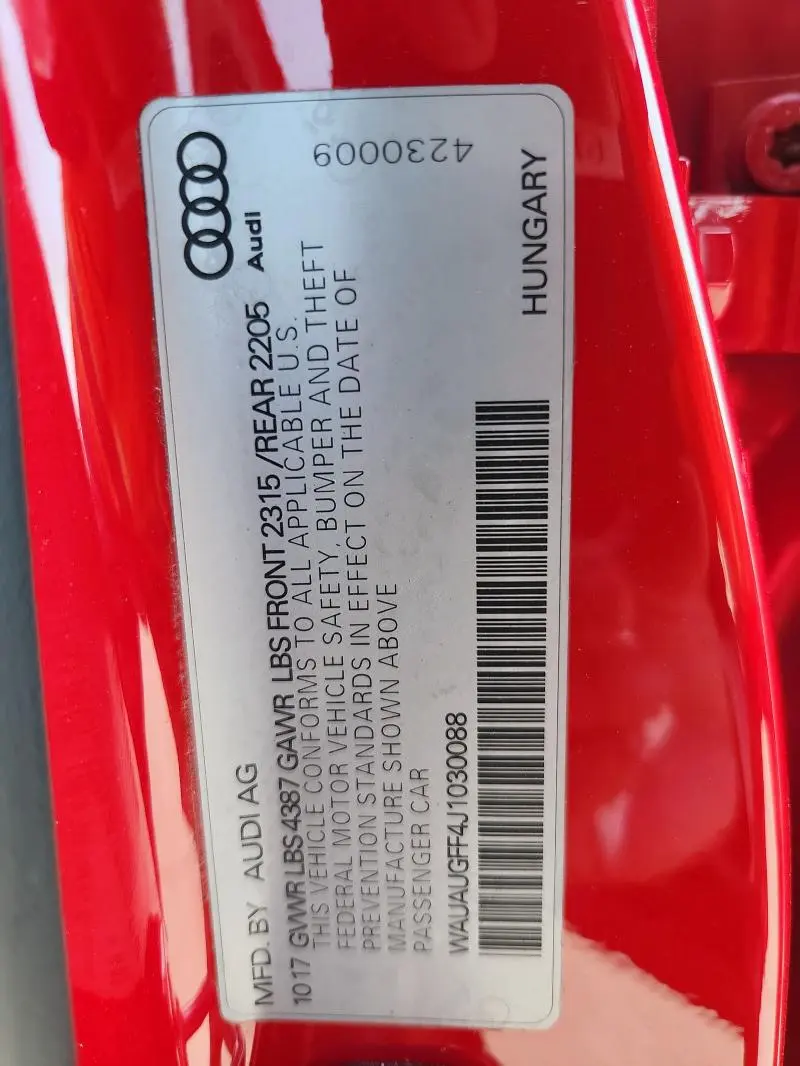 MFD. BY AUDI AG
1017 GVWR LBS 4387 GAWR LBS FRONT 2315 /REAR 2205
Audi
THIS VEHICLE CONFORMS TO ALL APPLICABLE U.S.
FEDERAL MOTOR VEHICLE SAFETY, BUMPER AND THEFT
PREVENTION STANDARDS IN EFFECT ON THE DATE OF
MANUFACTURE SHOWN ABOVE
PASSENGER CAR
4230009
WAUAUGFF4J1030088
HUNGARY